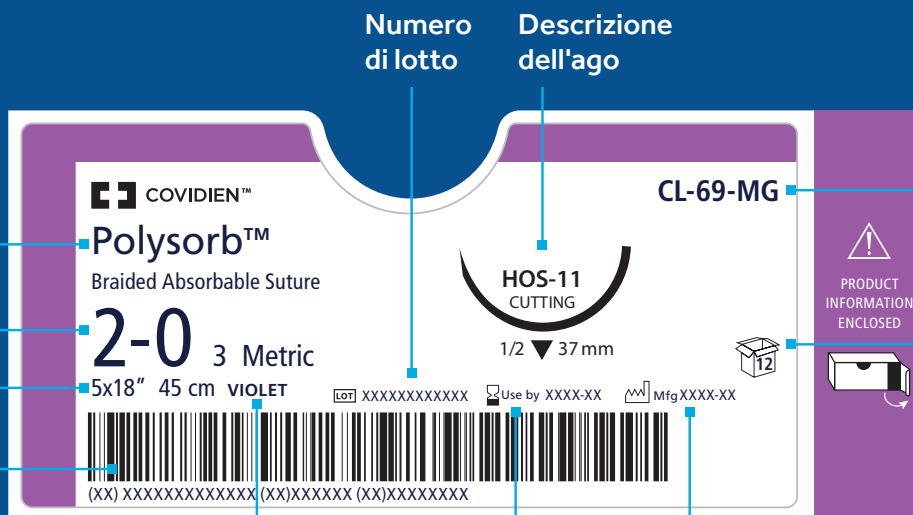 Numero
di lotto
Descrizione
dell'ago
COVIDIEN™
CL-69-MG
Polysorb™
Braided Absorbable Suture
HOS-11
CUTTING
1/2 ▼ 37 mm
2-0 3 Metric
5x18” 45 cm VIOLET
LOT XXXXXXXXXXXX Use by XXXX-XX Mfg XXXX-XX
12
(XX) XXXXXXXXXXXXX (XX)XXXXXX (XX)XXXXXXXX
PRODUCT
INFORMATION
ENCLOSED